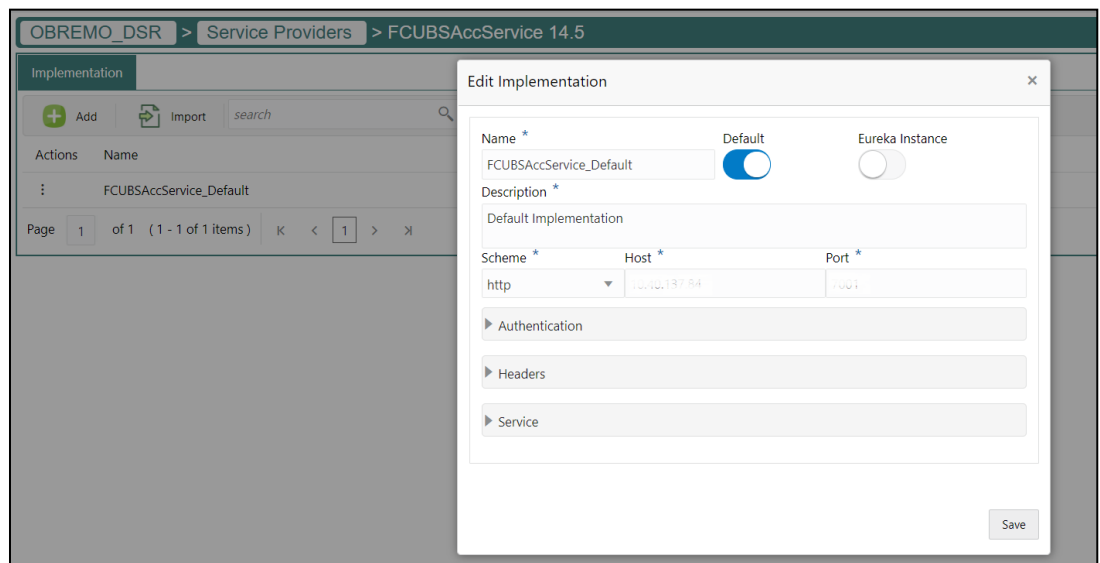 OBREMO_DSR > Service Providers > FCUBSAccService 14.5
Implementation
Add Import search
Actions Name
FCUBSAccService_Default
Page 1 of 1 ( 1 - 1 of 1 items ) K < 1 > >|
Edit Implementation ×
Name * Default Eureka Instance
FCUBSAccService_Default
Description *
Default Implementation
Scheme * Host * Port *
http
Authentication
Headers
Service
Save